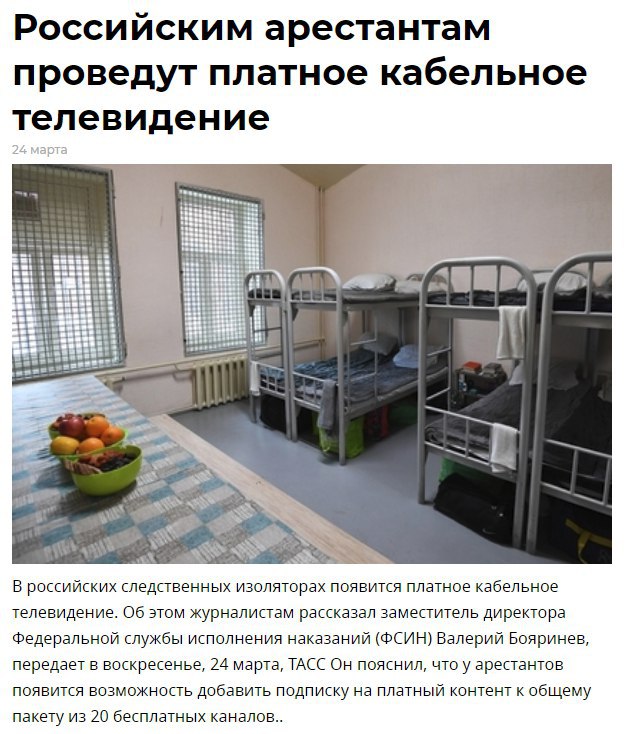 Российским арестантам
проведут платное кабельное
телевидение
24 марта
В российских следственных изоляторах появится платное кабельное
телевидение. Об этом журналистам рассказал заместитель директора
Федеральной службы исполнения наказаний (ФСИН) Валерий Бояринев,
передает в воскресенье, 24 марта, ТАСС Он пояснил, что у арестантов
появится возможность добавить подписку на платный контент к общему
пакету из 20 бесплатных каналов..